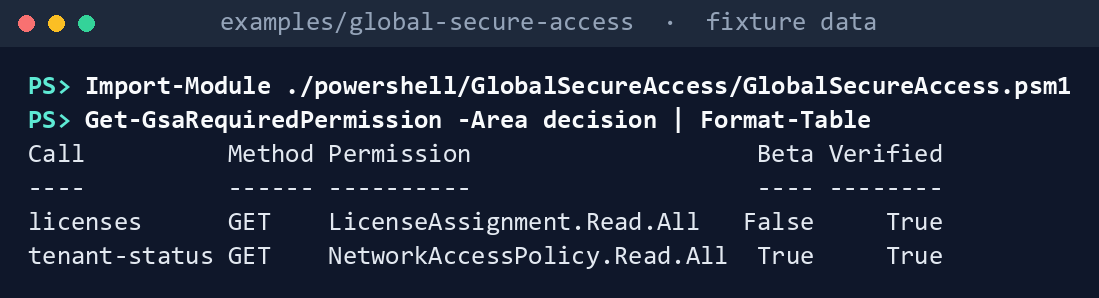 examples/global-secure-access · fixture data
PS> Import-Module ./powershell/GlobalSecureAccess/GlobalSecureAccess.psm1
PS> Get-GsaRequiredPermission -Area decision | Format-Table
Call          Method Permission                    Beta Verified
----          ------ ----------                    ---- --------
licenses      GET    LicenseAssignment.Read.All   False     True
tenant-status GET    NetworkAccessPolicy.Read.All  True     True